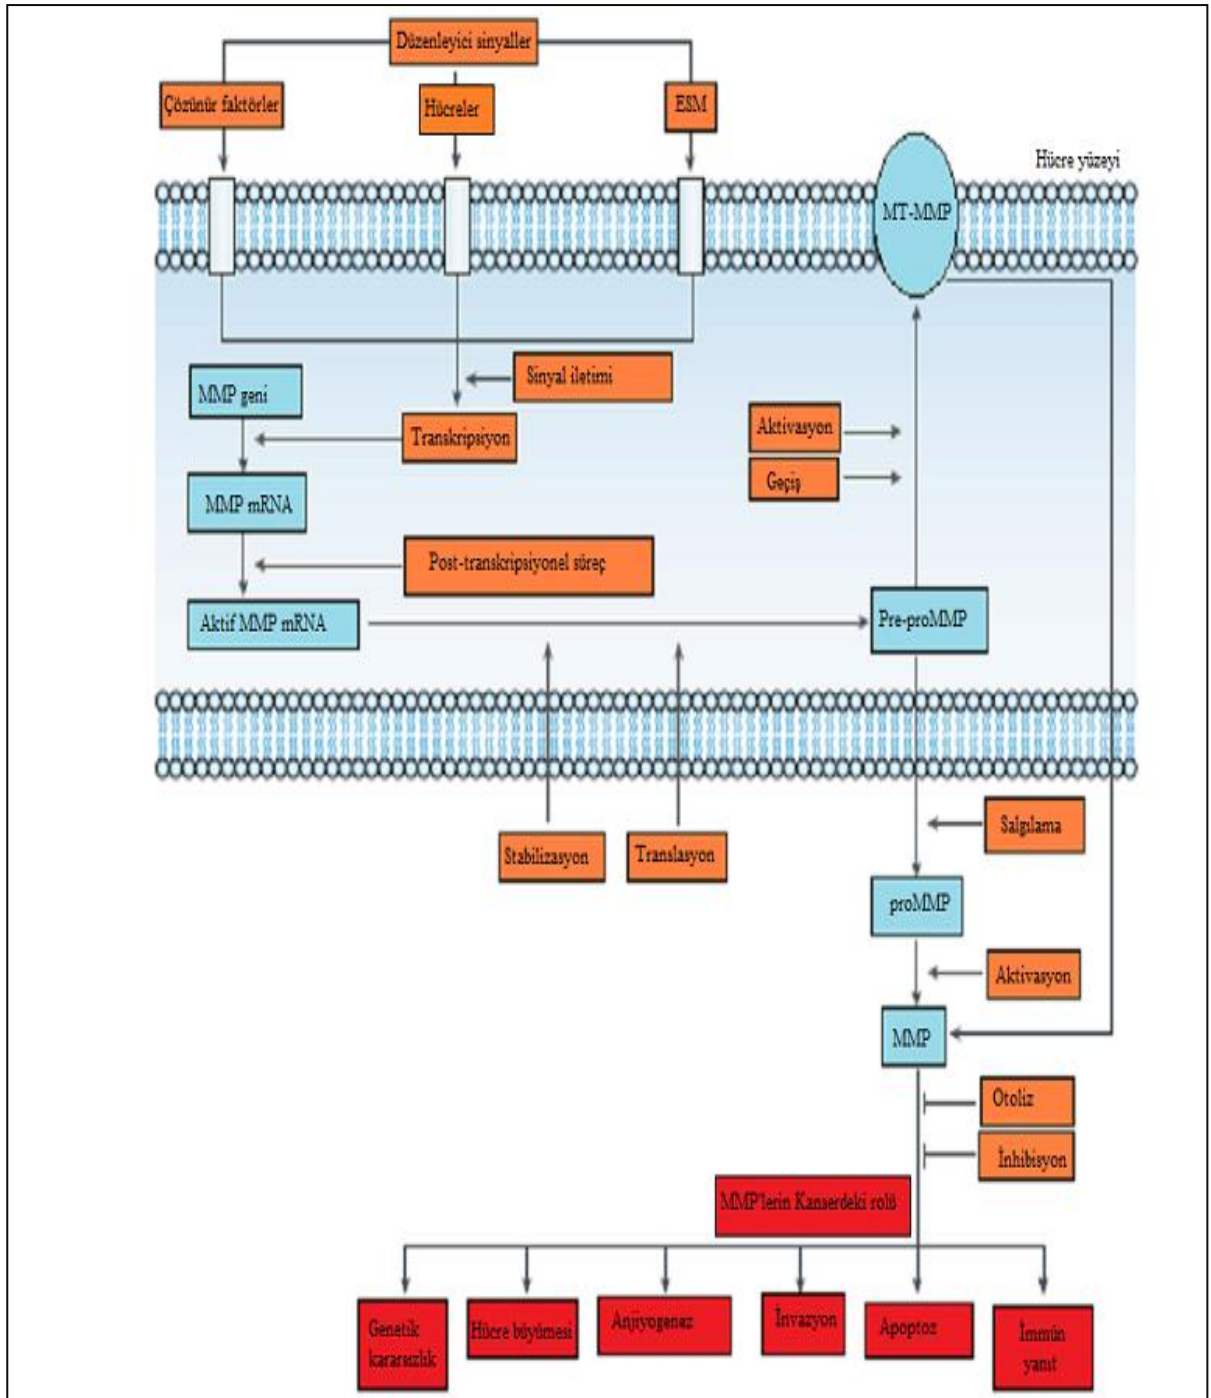 Düzenleyici sinyaller
Çözünür faktörler
Hücreler
ESM
Hücre yüzeyi
MT-MMP
Sinyal iletimi
MMP geni
Transkripsiyon
Aktivasyon
Geçiş
MMP mRNA
Post-transkripsiyonel süreç
Aktif MMP mRNA
Pre-proMMP
Stabilizasyon
Translasyon
Salgılama
proMMP
Aktivasyon
MMP
Otoliz
İnhibisyon
MMP'lerin Kanserdeki rolü
Genetik
kararsızlık
Hücre büyümesi
Anjiyogenez
İnvazyon
Apoptoz
İmmün
yanıt